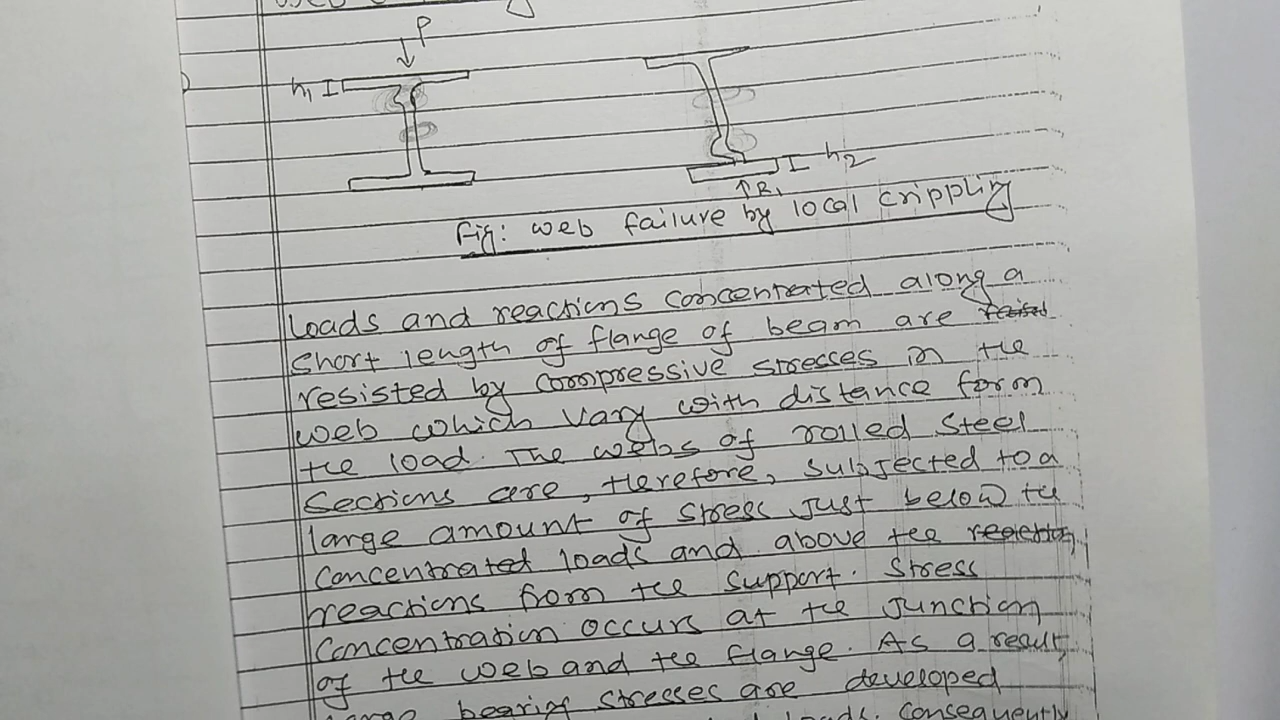 P
h1
h2
R1
Fig: web failure by local crippling
Loads and reactions concentrated along a
short length of flange of beam are
resisted by compressive stresses in the
web which vary with distance form
the load. The webs of rolled steel
sections are, therefore, subjected to a
large amount of stress just below the
concentrated loads and above the
reactions from the support. Stress
concentration occurs at the junction
of the web and the flange. As a result,
bearing stresses are developed
loads. Consequently